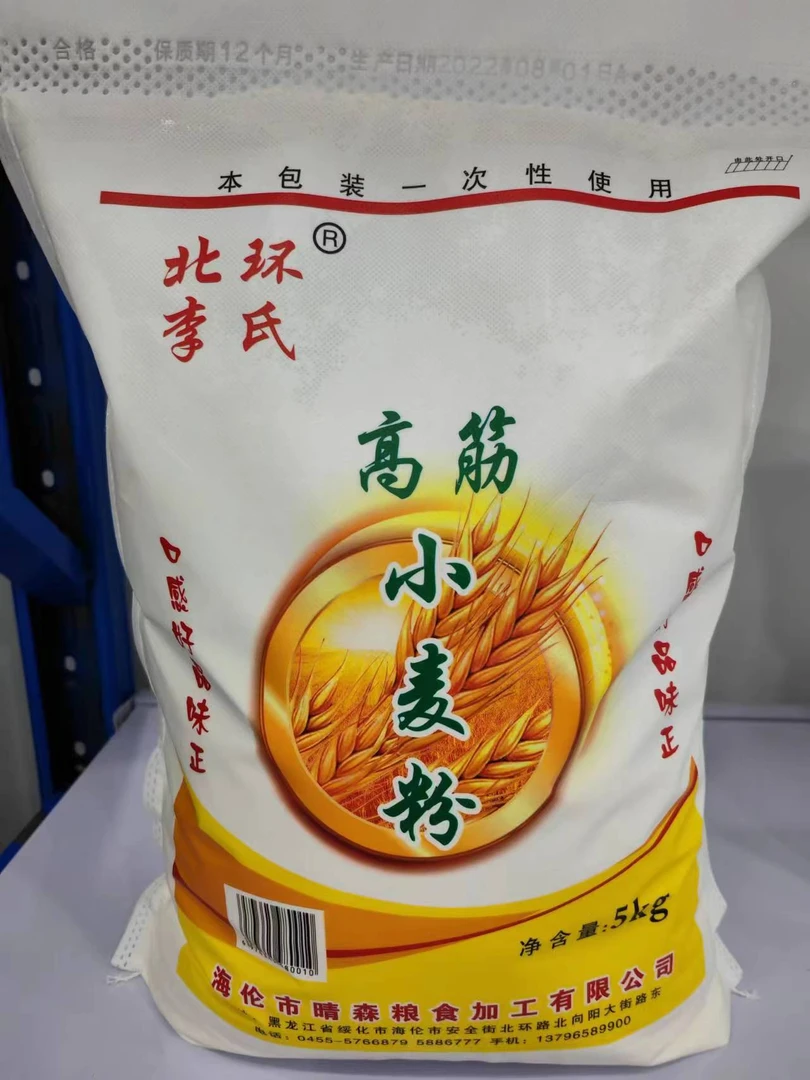 合格 保质期12个月 生产日期2022年08月01日A
本包装一次性使用
北环®
李氏
高筋
小麦粉
口感好品味正
口感好品味正
净含量:5kg
海伦市晴森粮食加工有限公司
黑龙江省绥化市海伦市安全街北环路北向阳大街路东
电话:0455-5766879 5886777 手机:13796589900